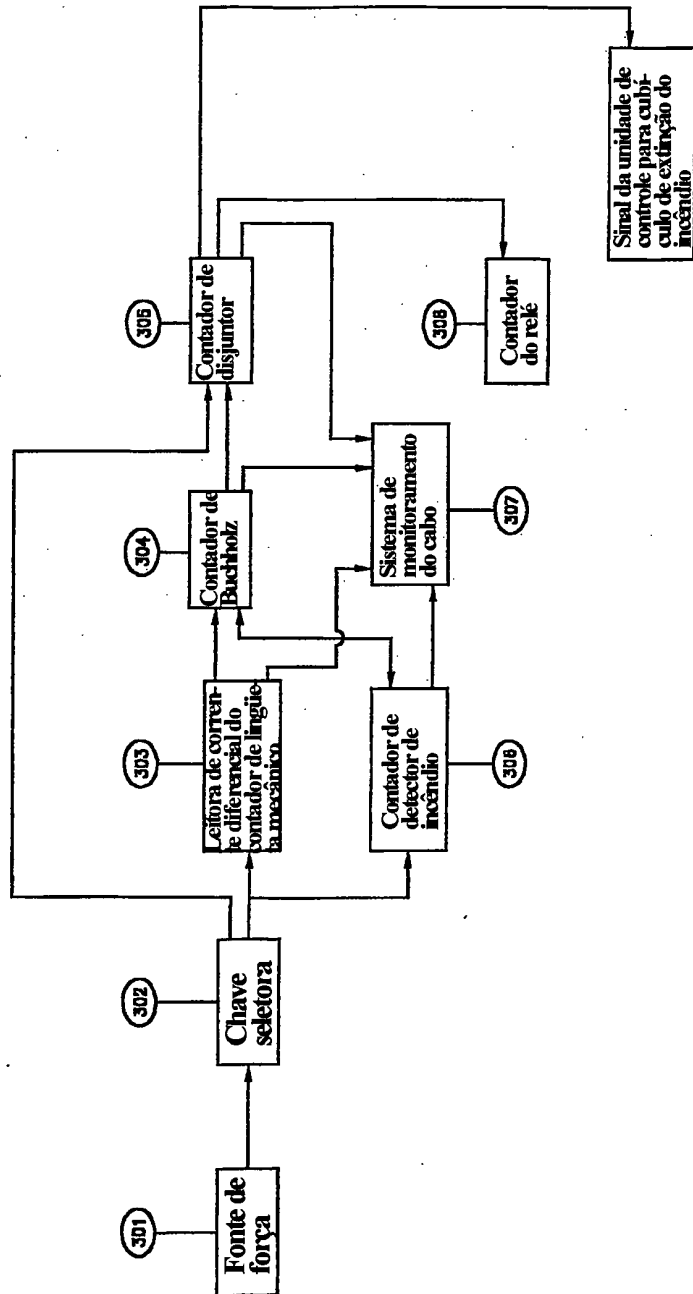 301
Fonte de
força
302
Chave
seletora
303
Leitora de corren-
te diferencial do
contador de lingüe-
ta mecânico
304
Contador de
Buchholz
305
Contador de
disjuntor
306
Contador de
detector de
incêndio
307
Sistema de
monitoramento
do cabo
308
Contador
do relé
Sinal da unidade de
controle para cubí-
culo de extinção do
incêndio